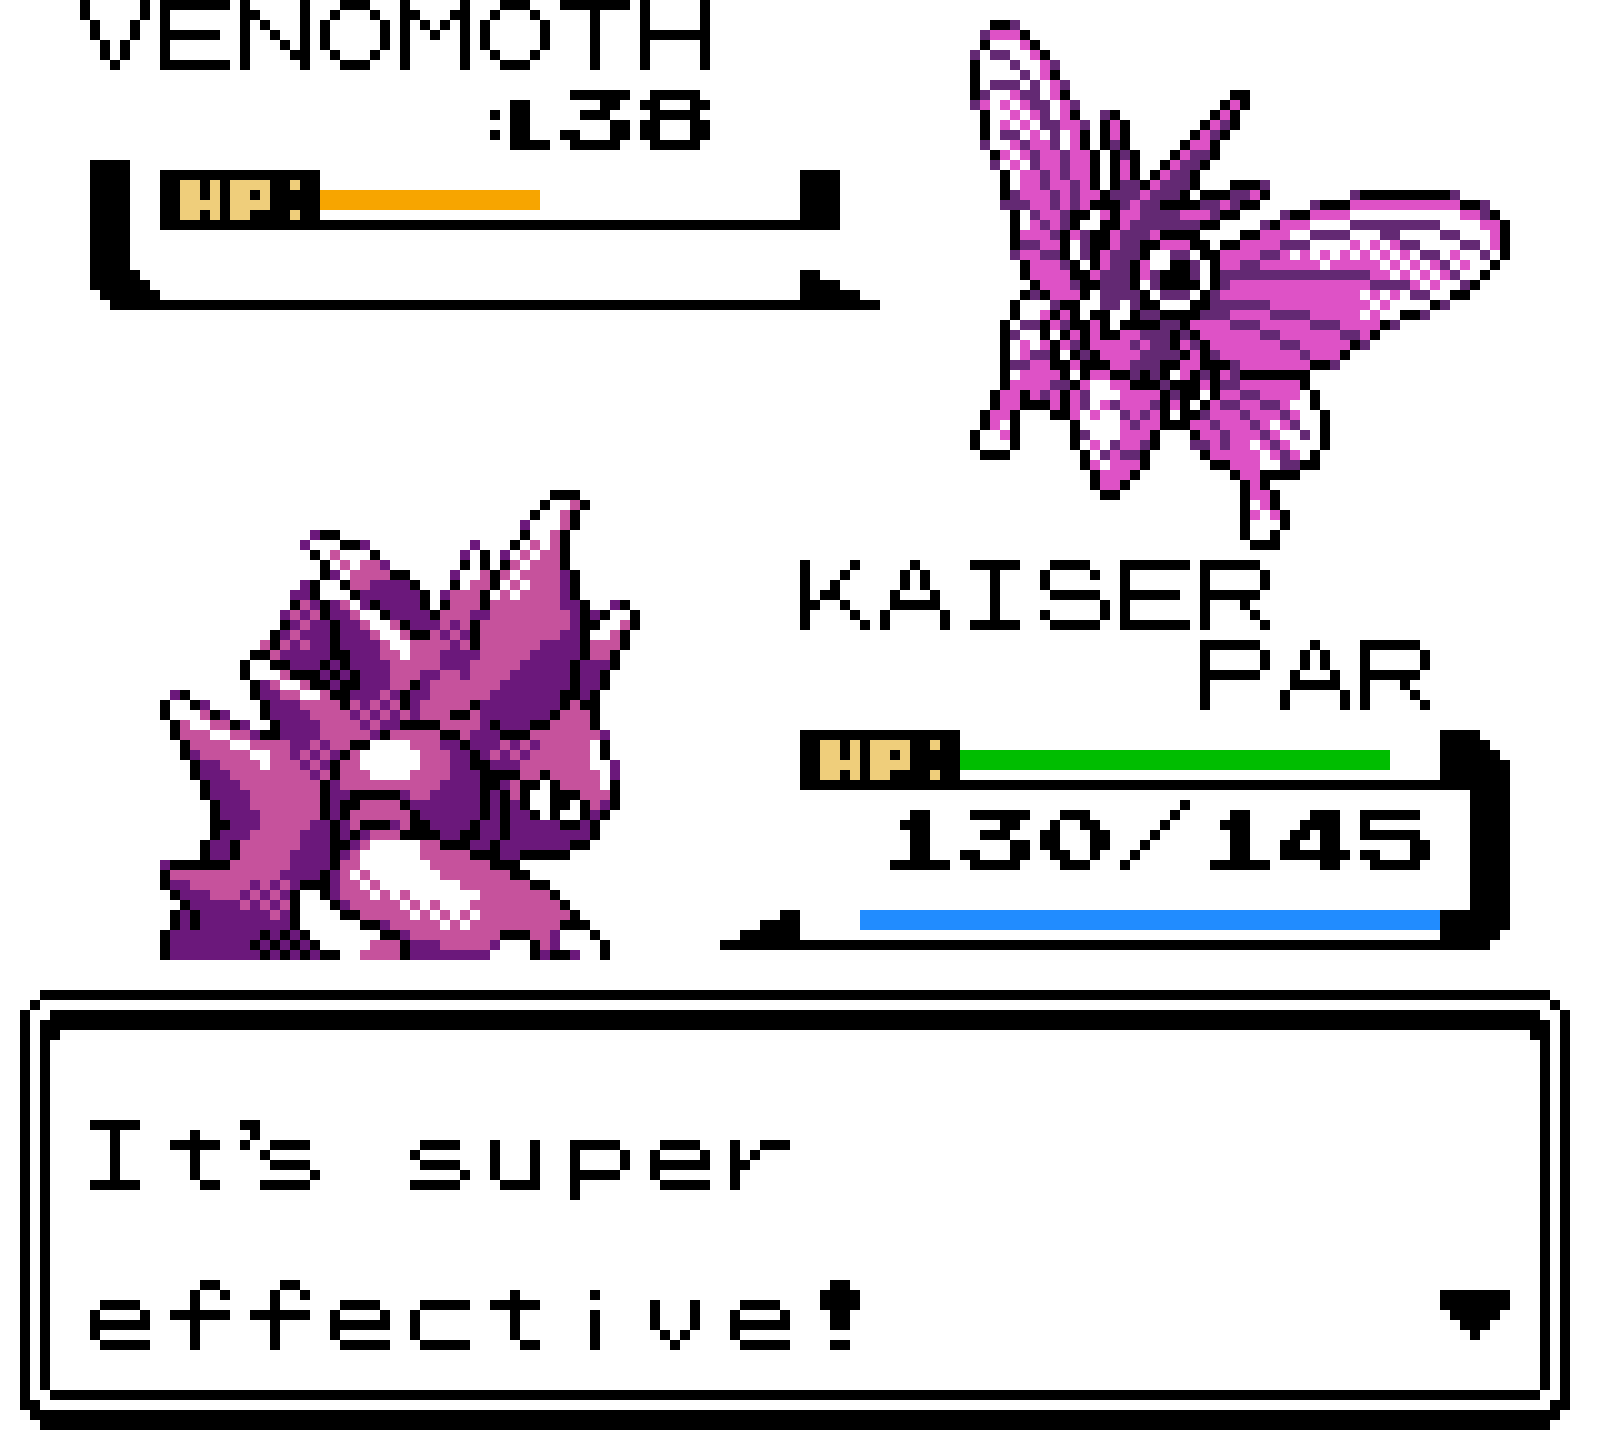 VENOMOTH
:L38
HP:
KAISER
PAR
HP:
130/145
It's super
effective!